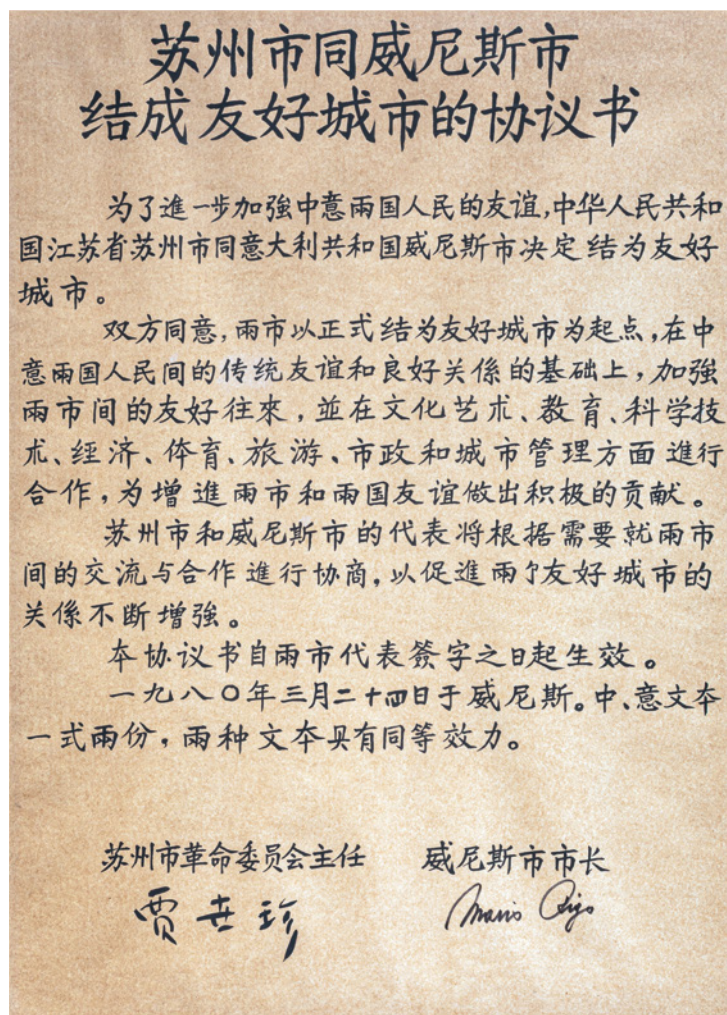 苏州市同威尼斯市
结成友好城市的协议书
为了進一步加強中意兩国人民的友谊,中华人民共和
国江苏省苏州市同意大利共和国威尼斯市决定结为友好
城市。
双方同意,兩市以正式结为友好城市为起点,在中
意兩国人民间的传统友谊和良好关係的基础上,加強
兩市间的友好往來,並在文化艺术、教育、科学技
术、经济、体育、旅游、市政和城市管理方面進行
合作,为增進兩市和兩国友谊做出积极的贡献。
苏州市和威尼斯市的代表将根据需要就兩市
间的交流与合作進行协商,以促進兩个友好城市的
关係不断增強。
本协议书自兩市代表簽字之日起生效。
一九八〇年三月二十四日于威尼斯。中、意文本
一式兩份,兩种文本具有同等效力。
苏州市革命委员会主任 威尼斯市市长
贾世珍 Mario Rigo